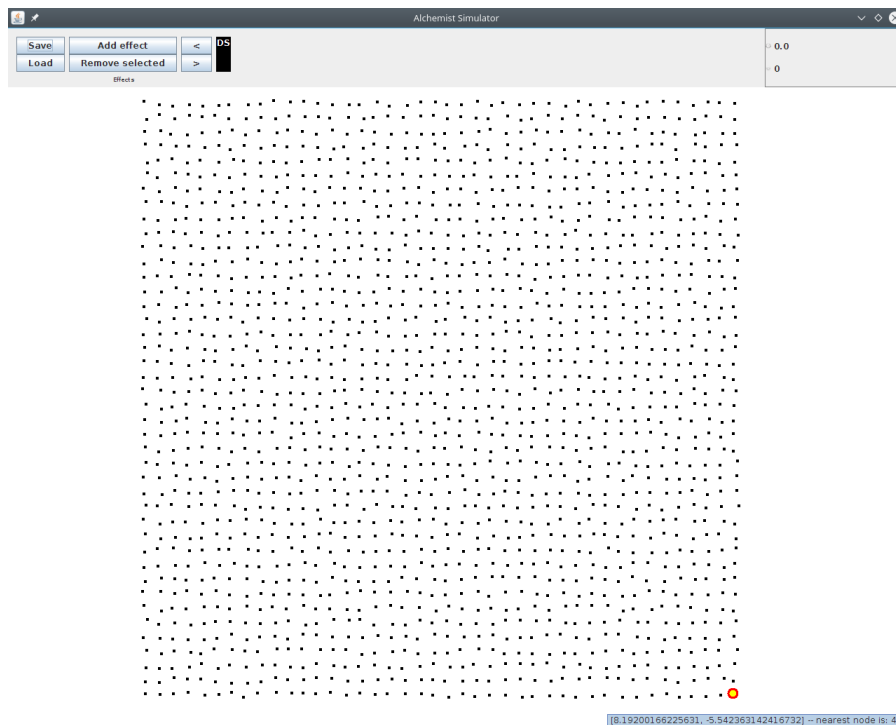 Alchemist Simulator
Save Add effect < DS
Load Remove selected >
Effects
0.0
0
[8.19200166225631, -5.542363142416732] -- nearest node is: 4